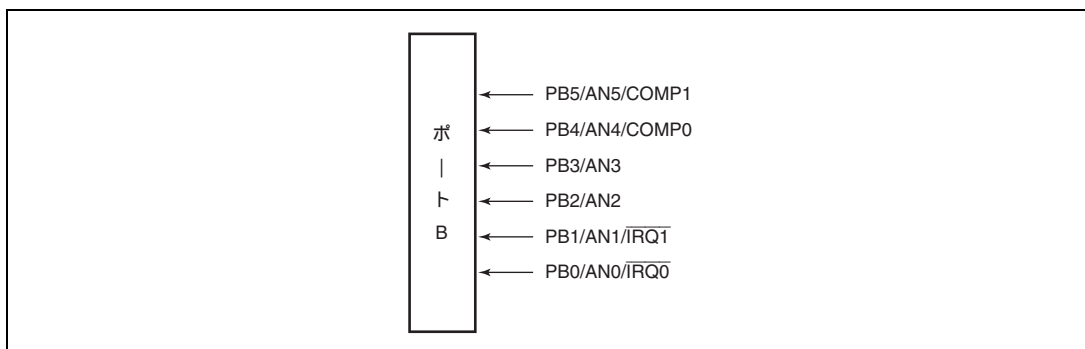 ポートB
PB5/AN5/COMP1
PB4/AN4/COMP0
PB3/AN3
PB2/AN2
PB1/AN1/IRQ1
PB0/AN0/IRQ0